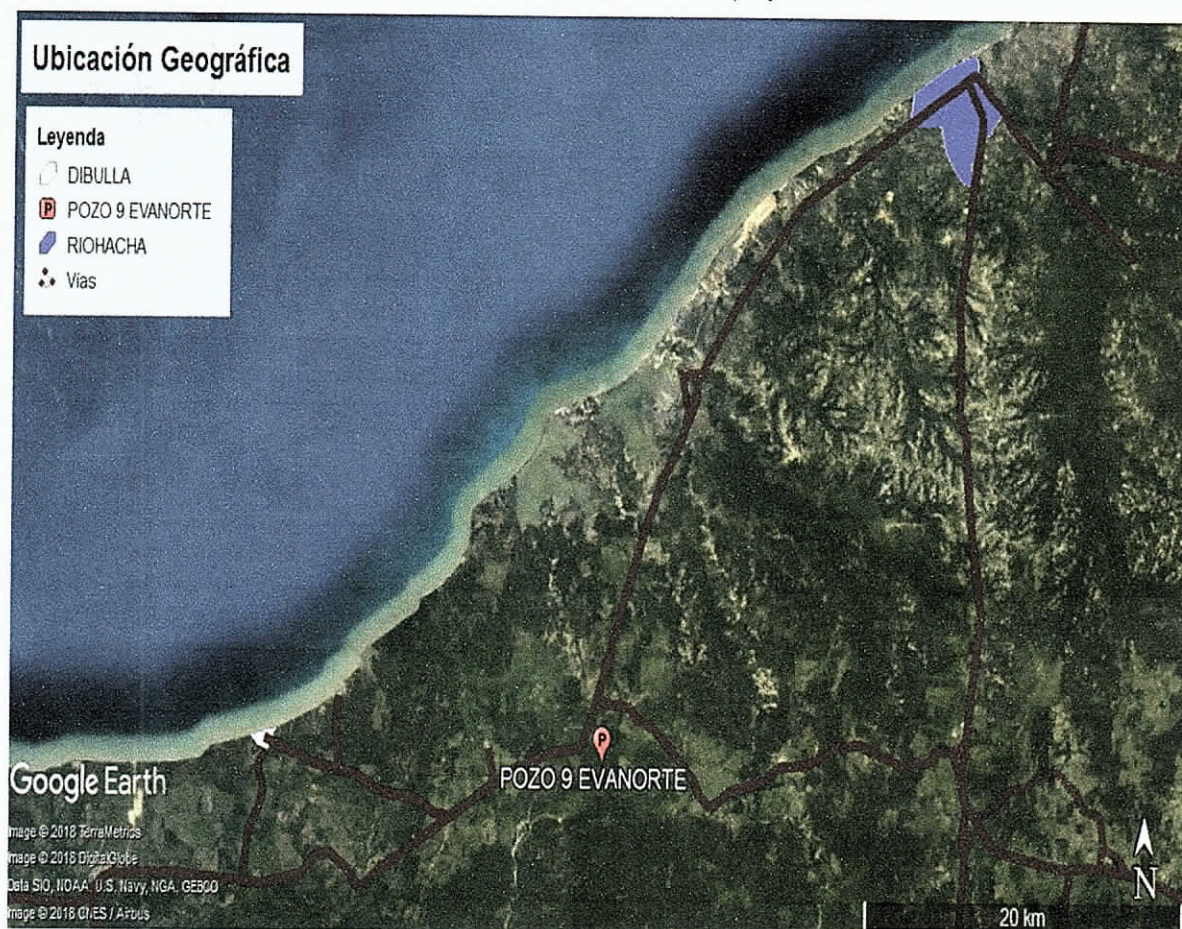 Ubicación Geográfica
Leyenda
DIBULLA
P POZO 9 EVANORTE
RIOHACHA
Vías
P
POZO 9 EVANORTE
Google Earth
Image © 2018 TerraMetrics
Image © 2018 DigitalGlobe
Data SIO, NOAA, U.S. Navy, NGA, GEBCO
Image © 2018 CNES / Airbus
N
20 km